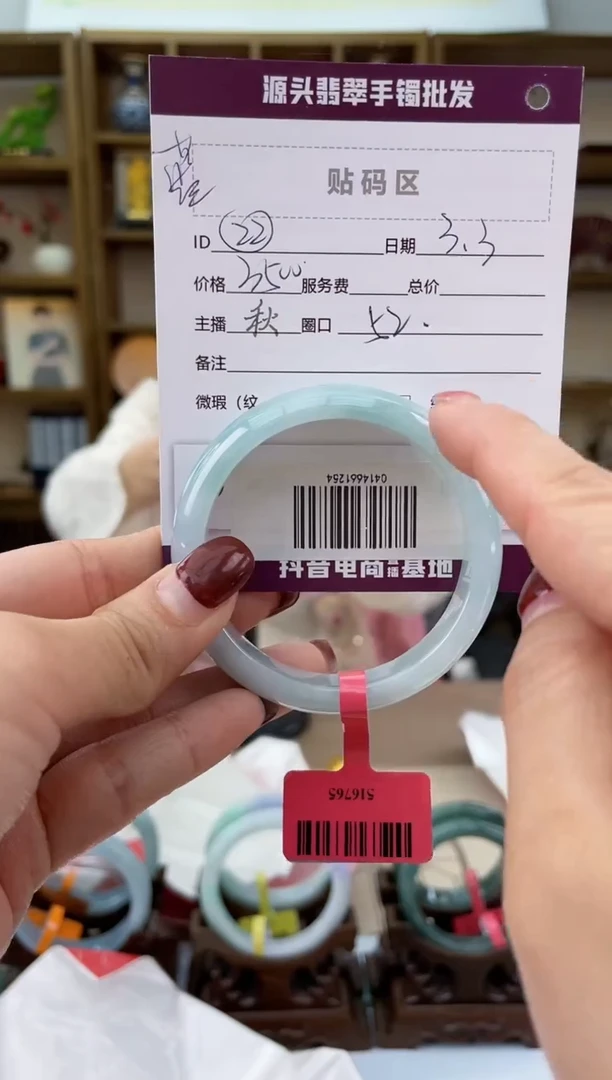 源头翡翠手镯批发
贴码区
ID 22 日期 3.3
价格 3500 服务费 总价
主播 秋 圈口 52.
备注
微瑕（纹
0414661254
抖音电商 播基地
516765